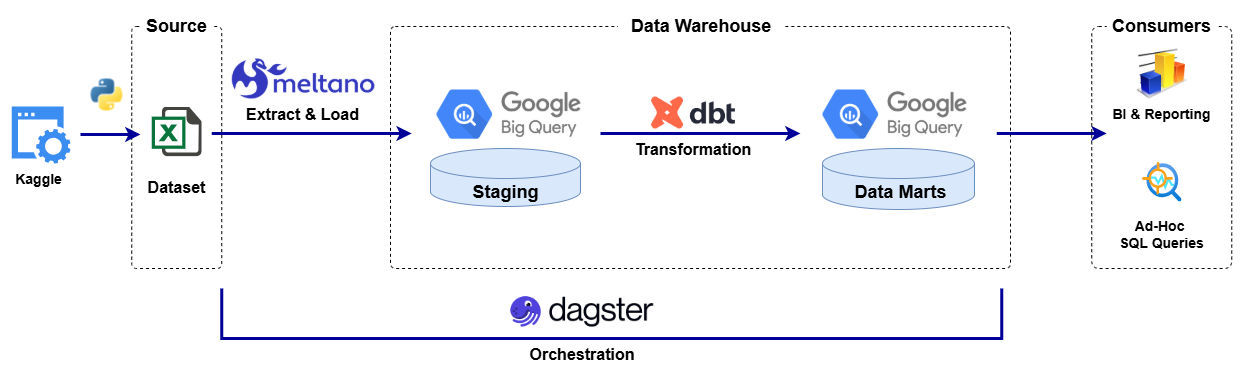 Source
Data Warehouse
Consumers
meltano
Extract & Load
Google
Big Query
dbt
Transformation
Google
Big Query
BI & Reporting
Kaggle
X
Dataset
Staging
Data Marts
Ad-Hoc
SQL Queries
dagster
Orchestration